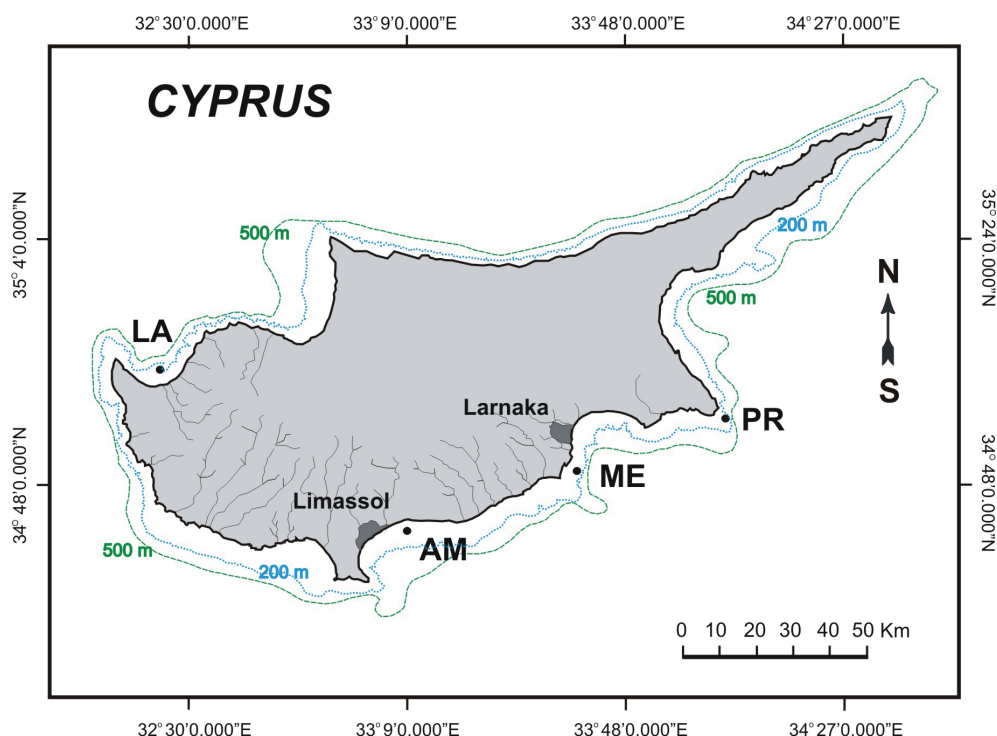 32°30'0.000"E 33°9'0.000"E 33°48'0.000"E 34°27'0.000"E
CYPRUS
500 m
200 m
35°4'0.000"N
35°24'0.000"N
N
500 m
LA
S
Larnaka
PR
ME
34°48'0.000"N
34°48'0.000"N
Limassol
AM
500 m
200 m
0 10 20 30 40 50 Km
32°30'0.000"E 33°9'0.000"E 33°48'0.000"E 34°27'0.000"E